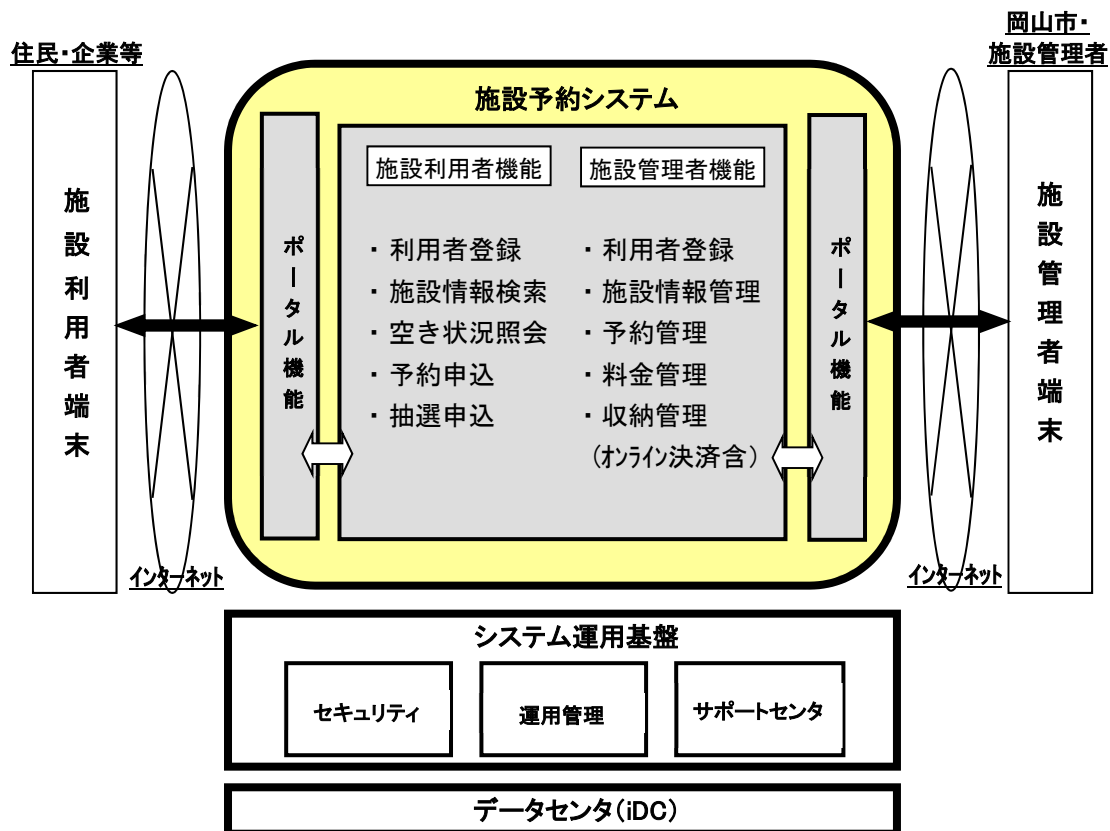 住民・企業等
岡山市・
施設管理者
施設利用者端末
インターネット
施設予約システム
ポータル機能
施設利用者機能
・ 利用者登録
・ 施設情報検索
・ 空き状況照会
・ 予約申込
・ 抽選申込
施設管理者機能
・ 利用者登録
・ 施設情報管理
・ 予約管理
・ 料金管理
・ 収納管理
（オンライン決済含）
ポータル機能
インターネット
施設管理者端末
システム運用基盤
セキュリティ
運用管理
サポートセンタ
データセンタ（iDC）